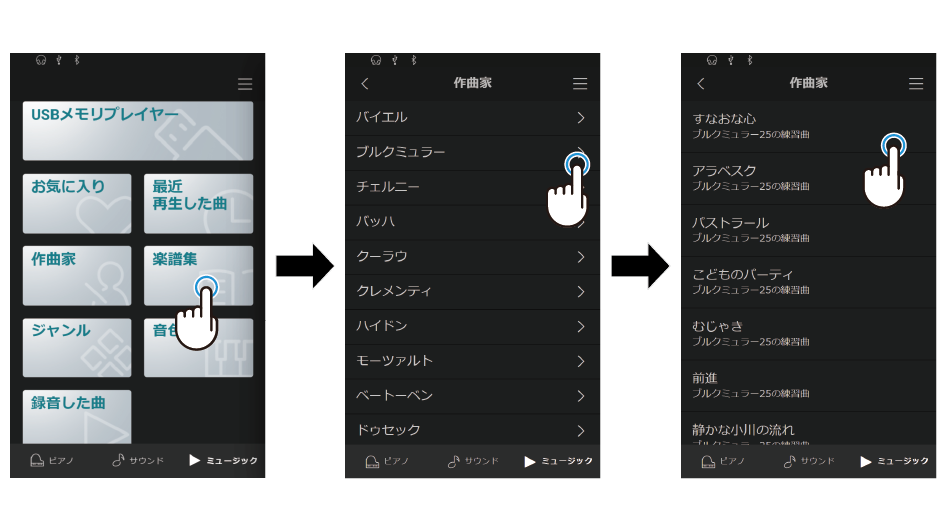 USBメモリプレイヤー
お気に入り
最近
再生した曲
作曲家
楽譜集
ジャンル
音色
録音した曲
ピアノ
サウンド
ミュージック
作曲家
バイエル
ブルクミュラー
チェルニー
バッハ
クーラウ
クレメンティ
ハイドン
モーツァルト
ベートーベン
ドゥセック
ピアノ
サウンド
ミュージック
作曲家
すなおな心
ブルクミュラー25の練習曲
アラベスク
ブルクミュラー25の練習曲
パストラール
ブルクミュラー25の練習曲
こどものパーティ
ブルクミュラー25の練習曲
むじゃき
ブルクミュラー25の練習曲
前進
ブルクミュラー25の練習曲
静かな小川の流れ
ブルクミュラー25の練習曲
ピアノ
サウンド
ミュージック